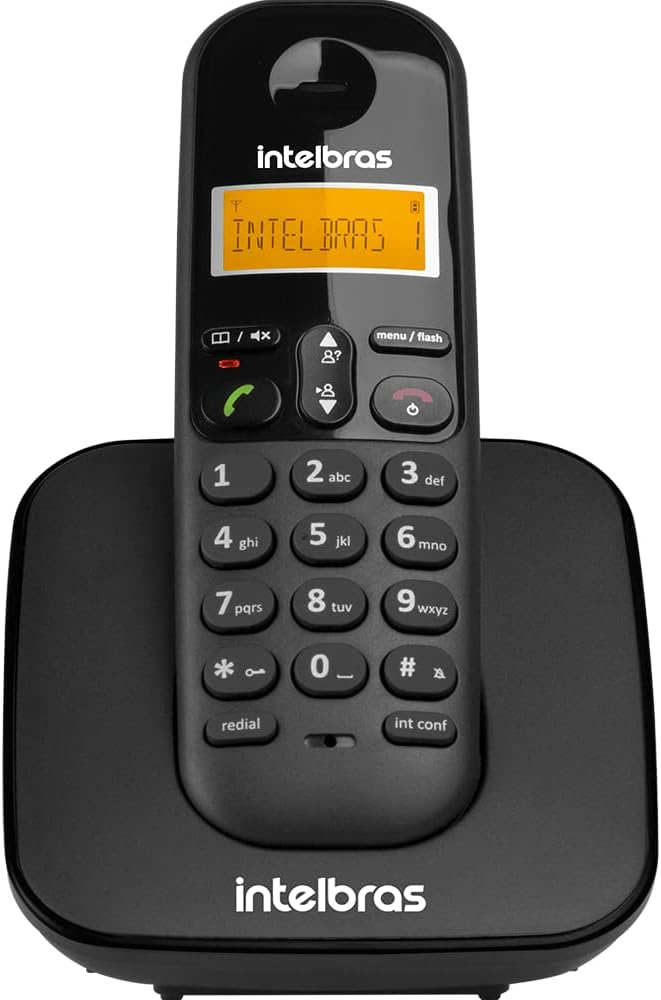 intelbras
INTELBRAS 1
/
menu / flash
?
1
2 abc
3 def
4 ghi
5 jkl
6 mno
7 pqrs
8 tuv
9 wxyz
*
0
#
redial
int conf
intelbras